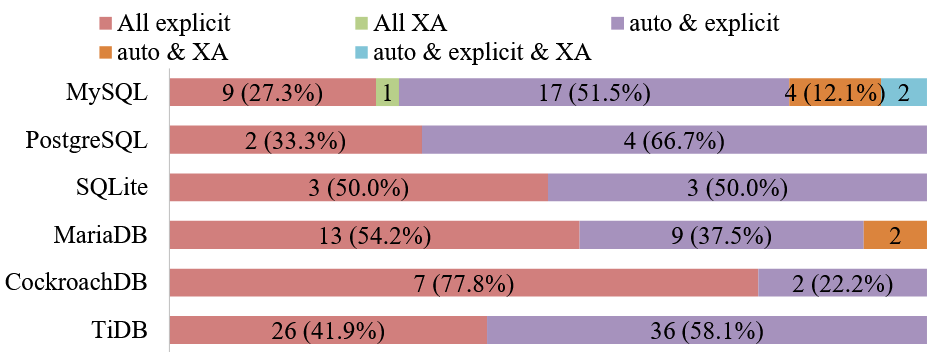 All explicit All XA auto & explicit
auto & XA auto & explicit & XA
MySQL 9 (27.3%) 1 17 (51.5%) 4 (12.1%) 2
PostgreSQL 2 (33.3%) 4 (66.7%)
SQLite 3 (50.0%) 3 (50.0%)
MariaDB 13 (54.2%) 9 (37.5%) 2
CockroachDB 7 (77.8%) 2 (22.2%)
TiDB 26 (41.9%) 36 (58.1%)